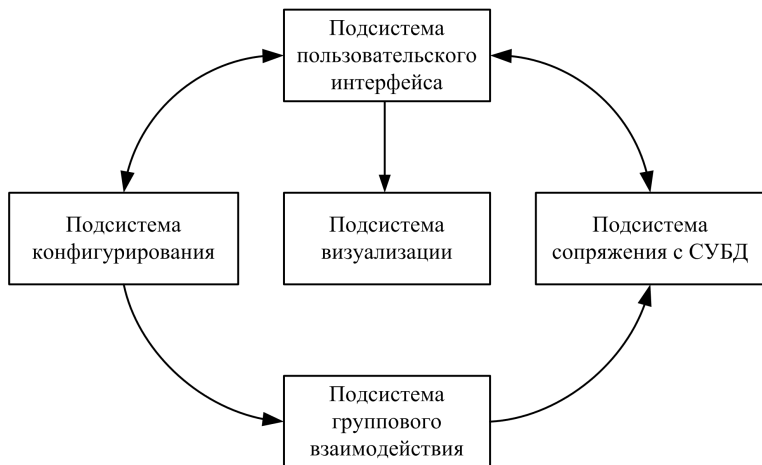 Подсистема
пользовательского
интерфейса
Подсистема
конфигурирования
Подсистема
визуализации
Подсистема
сопряжения с СУБД
Подсистема
группового
взаимодействия